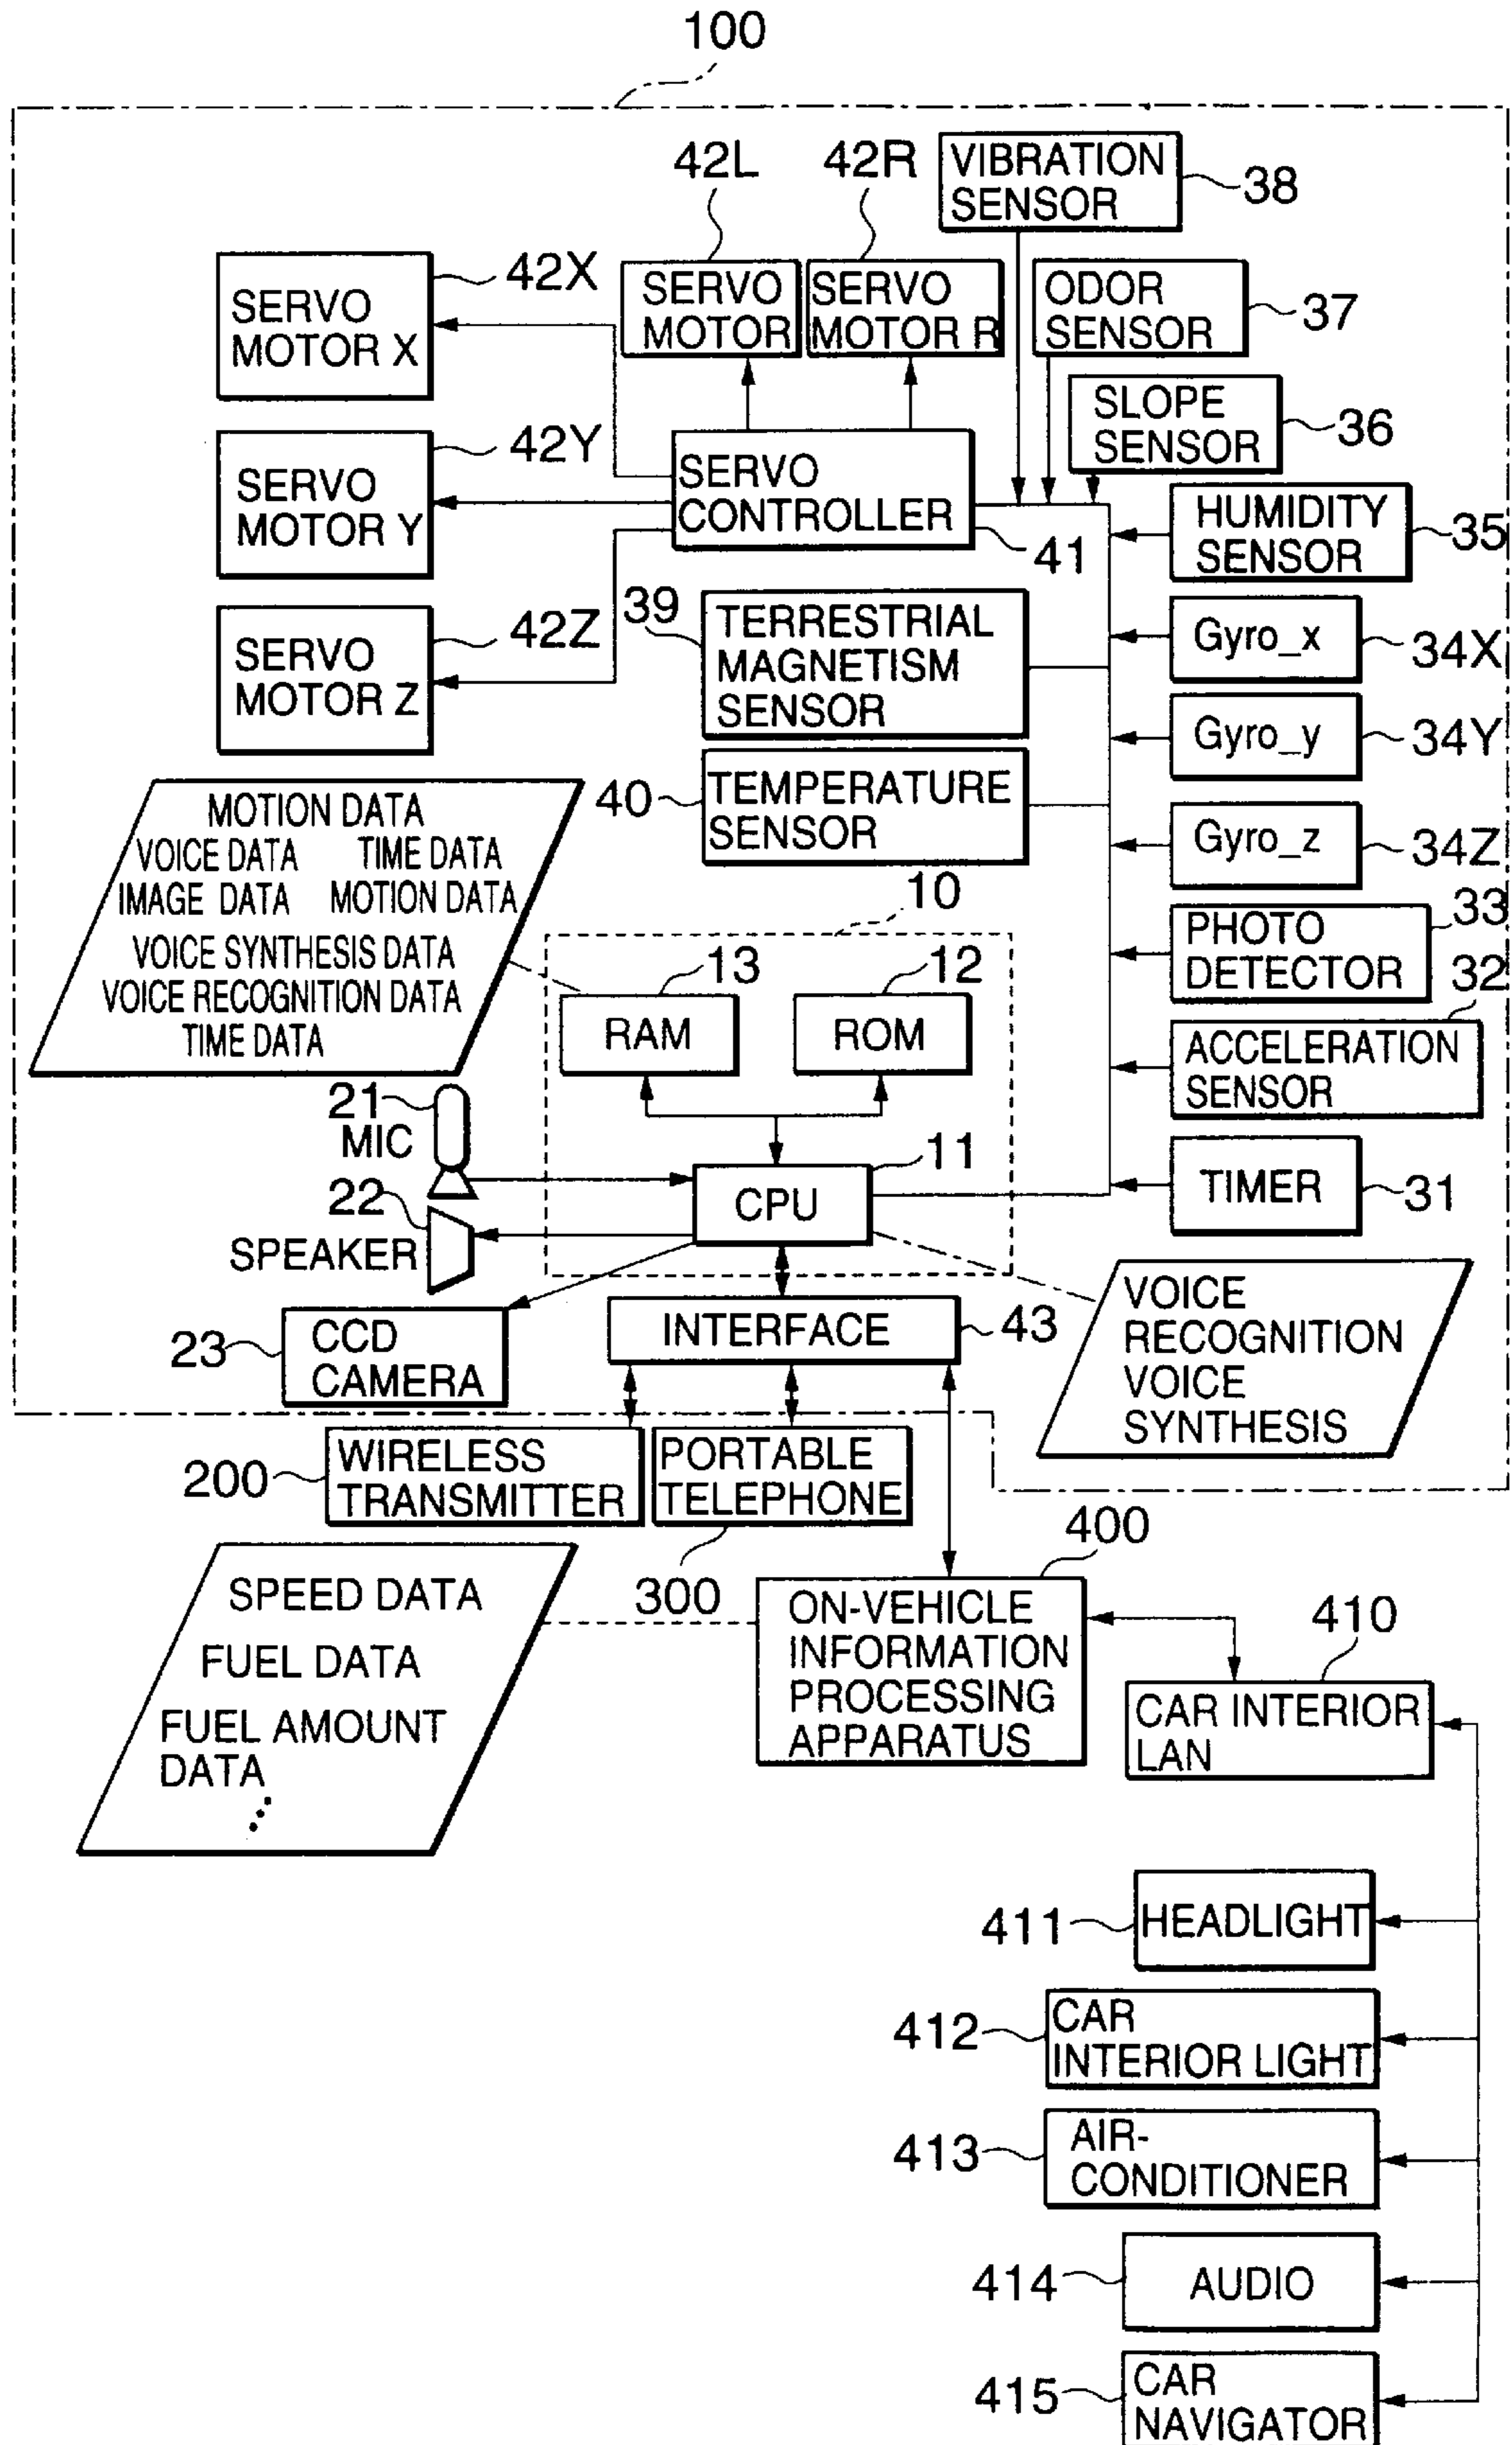 100
42L
42R
VIBRATION
SENSOR
38
42X
SERVO
MOTOR X
SERVO
MOTOR
SERVO
MOTOR R
ODOR
SENSOR
37
SLOPE
SENSOR
36
42Y
SERVO
MOTOR Y
SERVO
CONTROLLER
41
HUMIDITY
SENSOR
35
42Z
SERVO
MOTOR Z
39
TERRESTRIAL
MAGNETISM
SENSOR
Gyro_x
34X
Gyro_y
34Y
40
TEMPERATURE
SENSOR
Gyro_z
34Z
MOTION DATA
VOICE DATA TIME DATA
IMAGE DATA MOTION DATA
VOICE SYNTHESIS DATA
VOICE RECOGNITION DATA
TIME DATA
10
13
RAM
12
ROM
33
PHOTO
DETECTOR
32
ACCELERATION
SENSOR
21
MIC
11
CPU
TIMER
31
22
SPEAKER
23
CCD
CAMERA
INTERFACE
43
VOICE
RECOGNITION
VOICE
SYNTHESIS
200
WIRELESS
TRANSMITTER
PORTABLE
TELEPHONE
300
400
SPEED DATA
FUEL DATA
FUEL AMOUNT
DATA
ON-VEHICLE
INFORMATION
PROCESSING
APPARATUS
410
CAR INTERIOR
LAN
411
HEADLIGHT
412
CAR
INTERIOR LIGHT
413
AIR-
CONDITIONER
414
AUDIO
415
CAR
NAVIGATOR